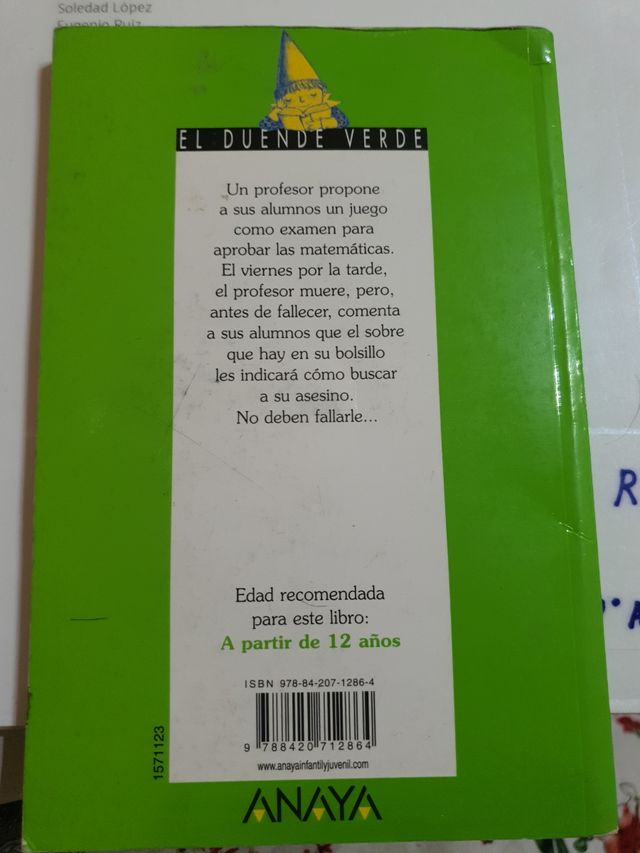 Soledad López
Eugenio Ruiz
EL DUENDE VERDE
Un profesor propone
a sus alumnos un juego
como examen para
aprobar las matemáticas.
El viernes por la tarde,
el profesor muere, pero,
antes de fallecer, comenta
a sus alumnos que el sobre
que hay en su bolsillo
les indicará cómo buscar
a su asesino.
No deben fallarle...
R
Edad recomendada
para este libro:
A partir de 12 años
ISBN 978-84-207-1286-4
9 788420 712864
www.anayainfantilyjuvenil.com
1571123
ANAYA